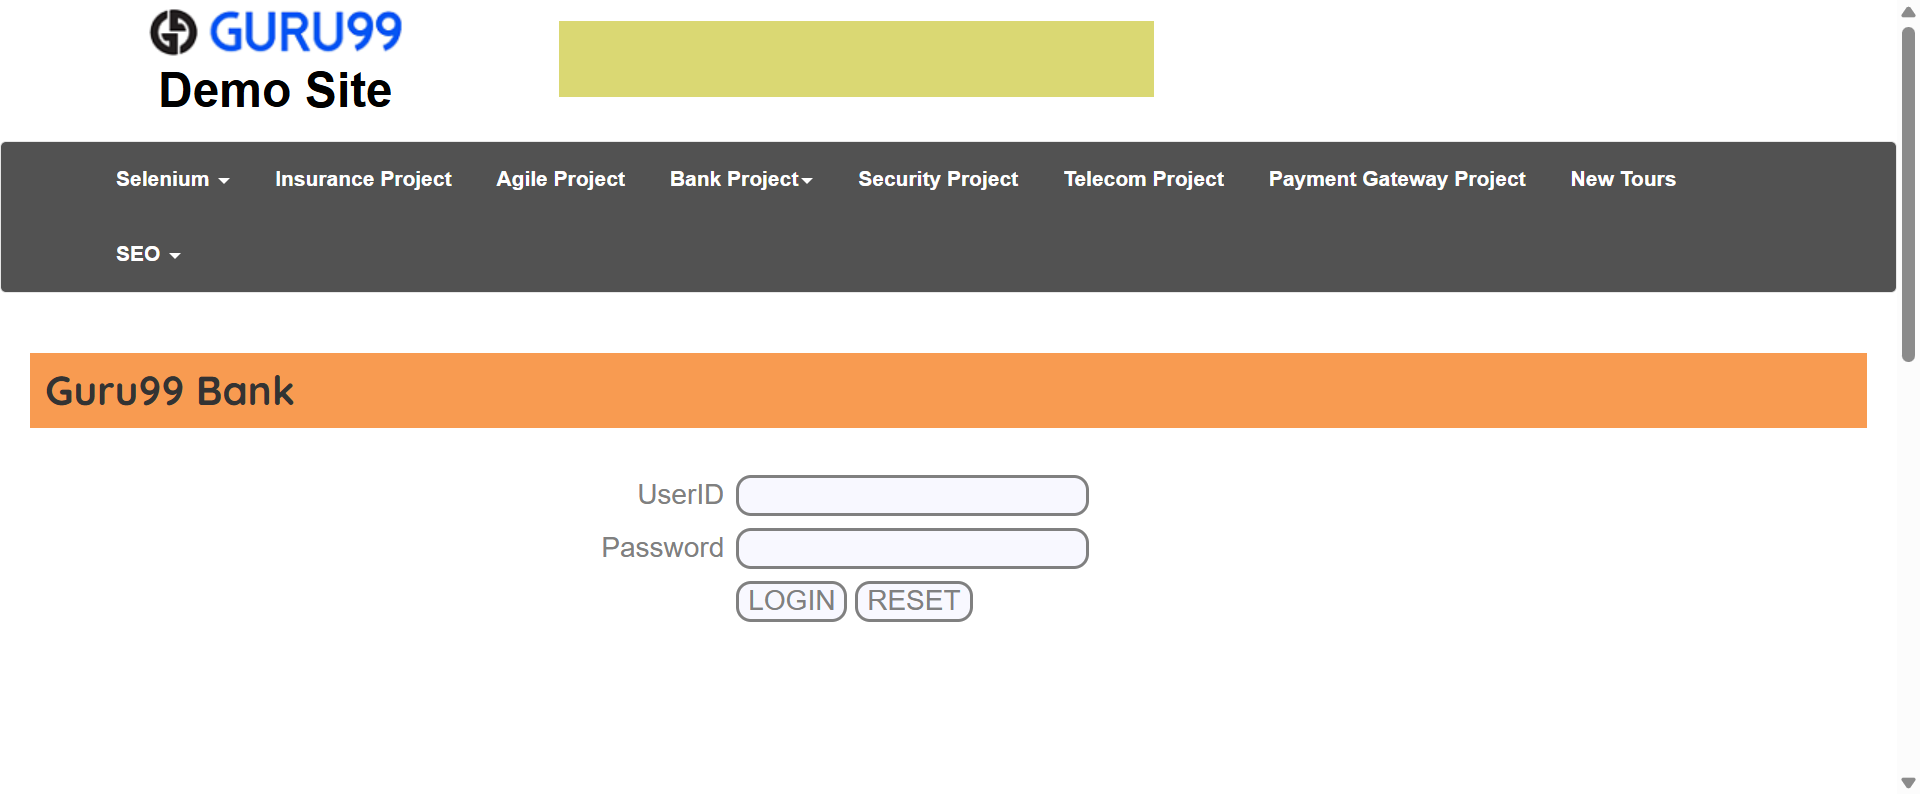 GURU99
Demo Site
Selenium Insurance Project Agile Project Bank Project Security Project Telecom Project Payment Gateway Project New Tours
SEO
Guru99 Bank
UserID
Password
LOGIN RESET